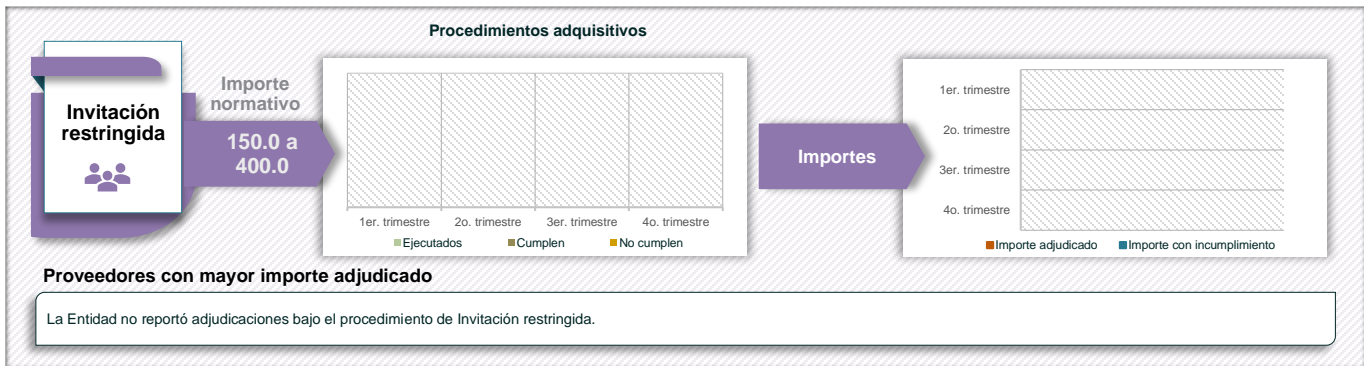 Procedimientos adquisitivos
Invitación
restringida
Importe
normativo
150.0 a
400.0
1er. trimestre 2o. trimestre 3er. trimestre 4o. trimestre
Ejecutados Cumplen No cumplen
Importes
1er. trimestre
2o. trimestre
3er. trimestre
4o. trimestre
Importe adjudicado Importe con incumplimiento
Proveedores con mayor importe adjudicado
La Entidad no reportó adjudicaciones bajo el procedimiento de Invitación restringida.